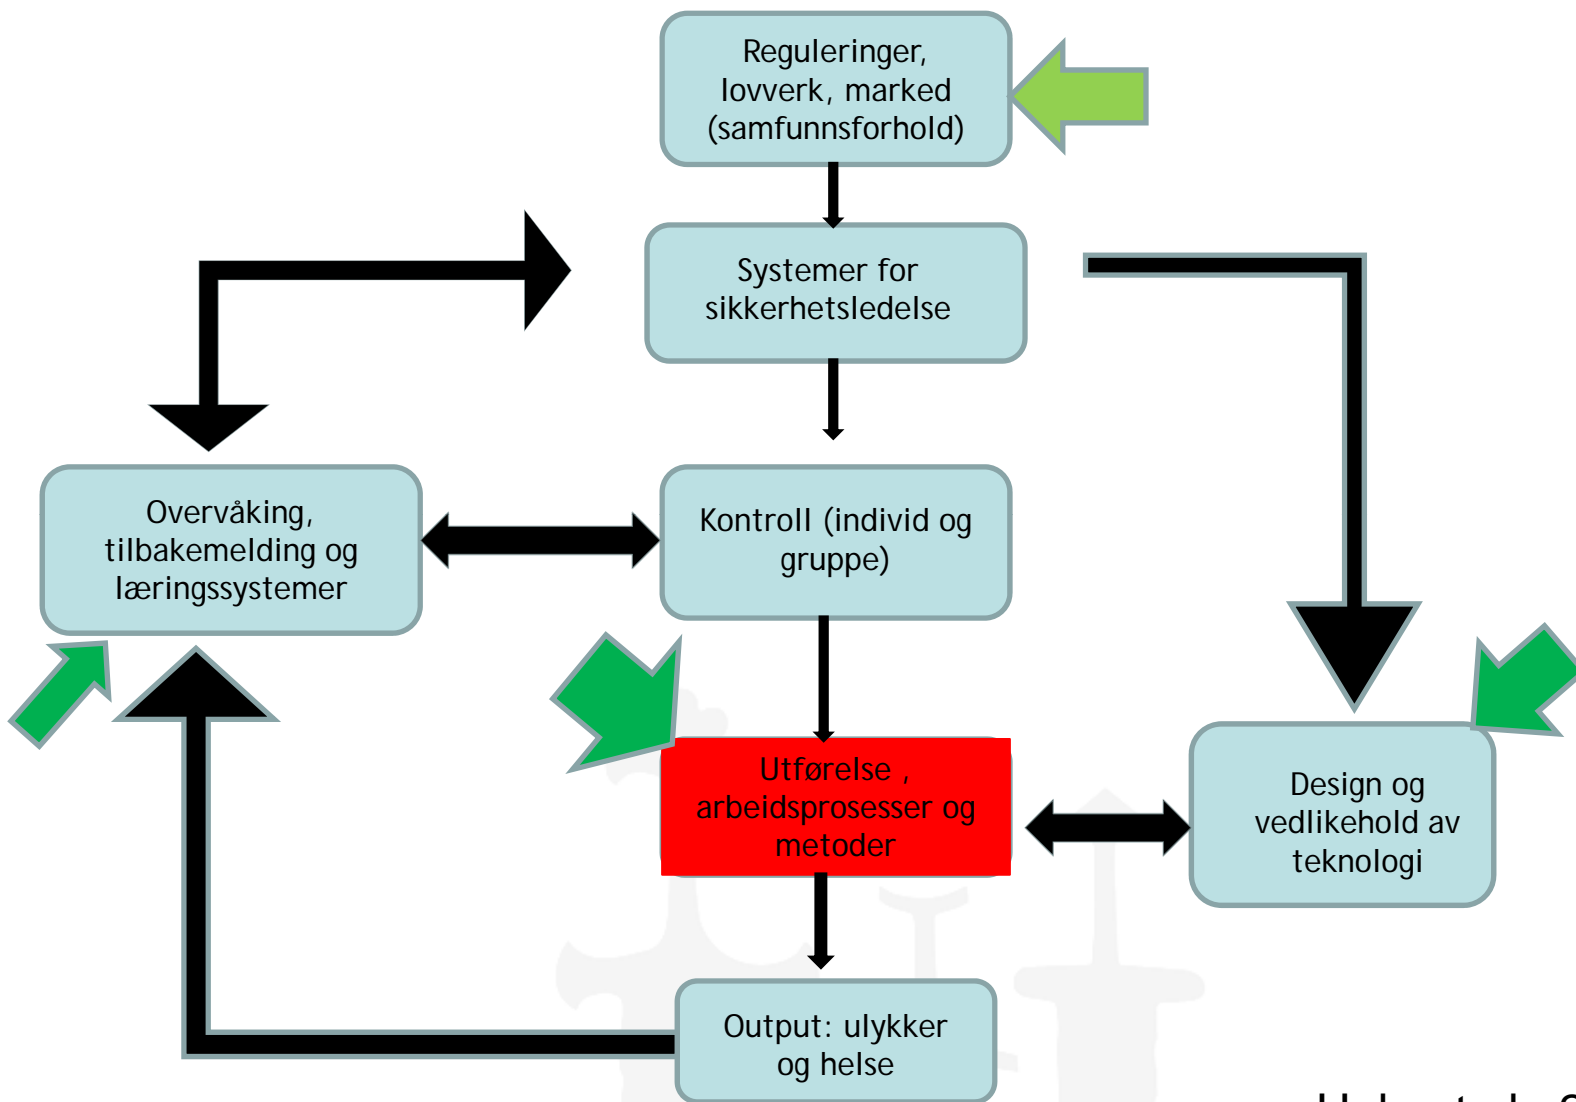 Reguleringer,
lovverk, marked
(samfunnsforhold)
Systemer for
sikkerhetsledelse
Overvåking,
tilbakemelding og
læringssystemer
Kontroll (individ og
gruppe)
Utførelse ,
arbeidsprosesser og
metoder
Design og
vedlikehold av
teknologi
Output: ulykker
og helse